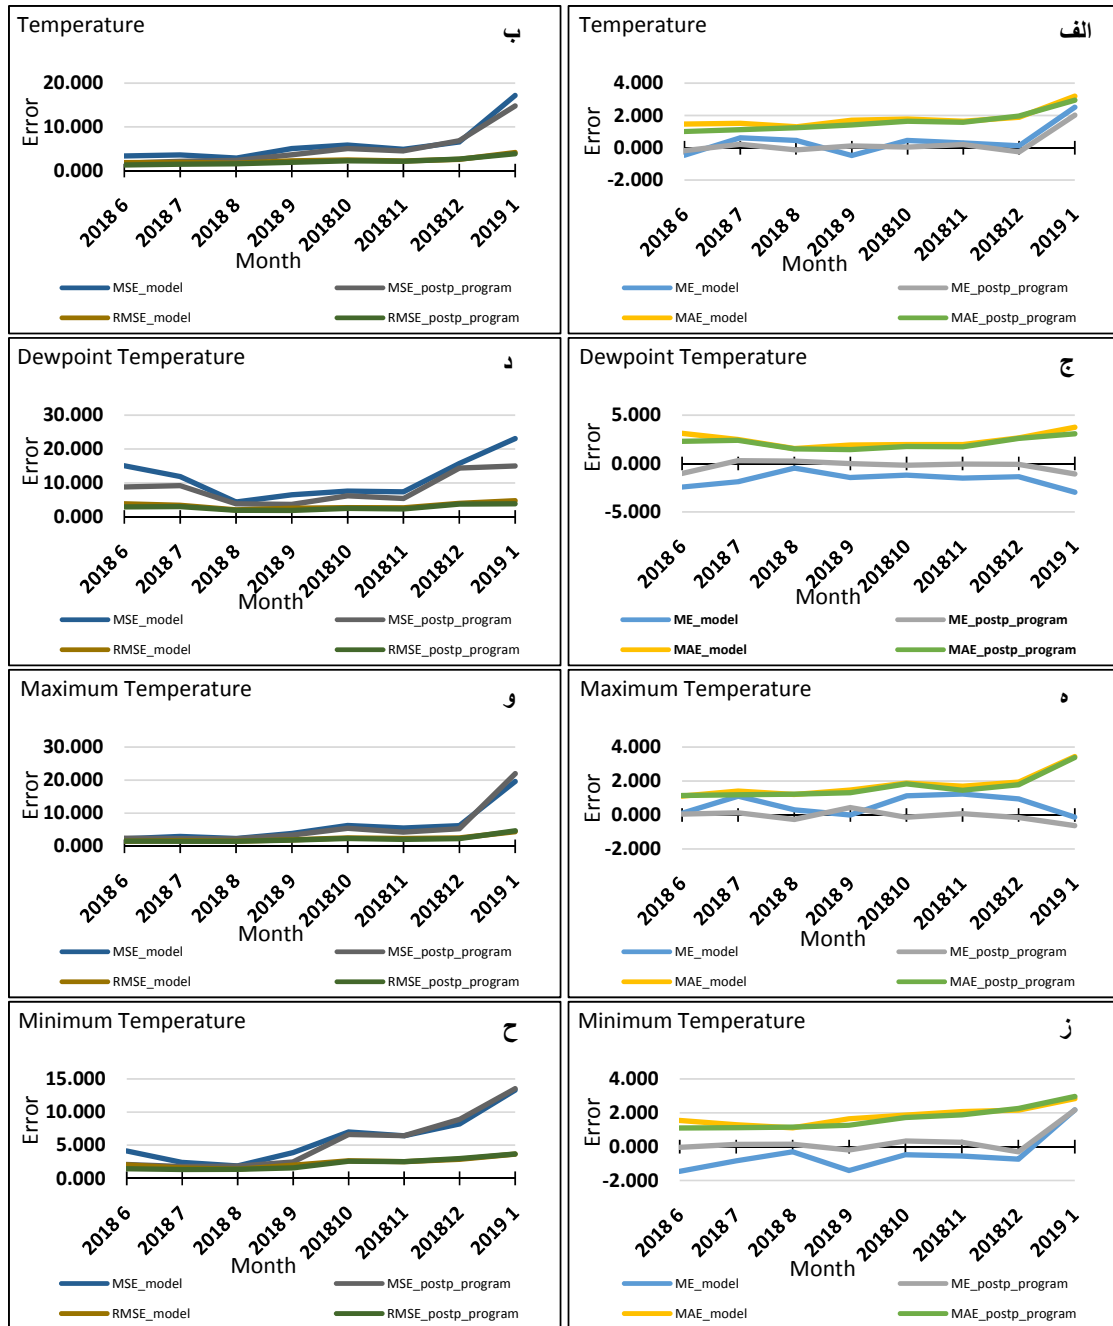 Temperature ب
20.000
10.000
0.000
Error
2018 6 2018 7 2018 8 2018 9 201810 201811 201812 2019 1
Month
MSE_model MSE_postp_program
RMSE_model RMSE_postp_program
Temperature الف
4.000
2.000
0.000
-2.000
Error
2018 6 2018 7 2018 8 2018 9 201810 201811 201812 2019 1
Month
ME_model ME_postp_program
MAE_model MAE_postp_program
Dewpoint Temperature د
30.000
20.000
10.000
0.000
Error
2018 6 2018 7 2018 8 2018 9 201810 201811 201812 2019 1
Month
MSE_model MSE_postp_program
RMSE_model RMSE_postp_program
Dewpoint Temperature ج
5.000
0.000
-5.000
Error
2018 6 2018 7 2018 8 2018 9 201810 201811 201812 2019 1
Month
ME_model ME_postp_program
MAE_model MAE_postp_program
Maximum Temperature و
30.000
20.000
10.000
0.000
Error
2018 6 2018 7 2018 8 2018 9 201810 201811 201812 2019 1
Month
MSE_model MSE_postp_program
RMSE_model RMSE_postp_program
Maximum Temperature ه
4.000
2.000
0.000
-2.000
Error
2018 6 2018 7 2018 8 2018 9 201810 201811 201812 2019 1
Month
ME_model ME_postp_program
MAE_model MAE_postp_program
Minimum Temperature ح
15.000
10.000
5.000
0.000
Error
2018 6 2018 7 2018 8 2018 9 201810 201811 201812 2019 1
Month
MSE_model MSE_postp_program
RMSE_model RMSE_postp_program
Minimum Temperature ز
4.000
2.000
0.000
-2.000
Error
2018 6 2018 7 2018 8 2018 9 201810 201811 201812 2019 1
Month
ME_model ME_postp_program
MAE_model MAE_postp_program